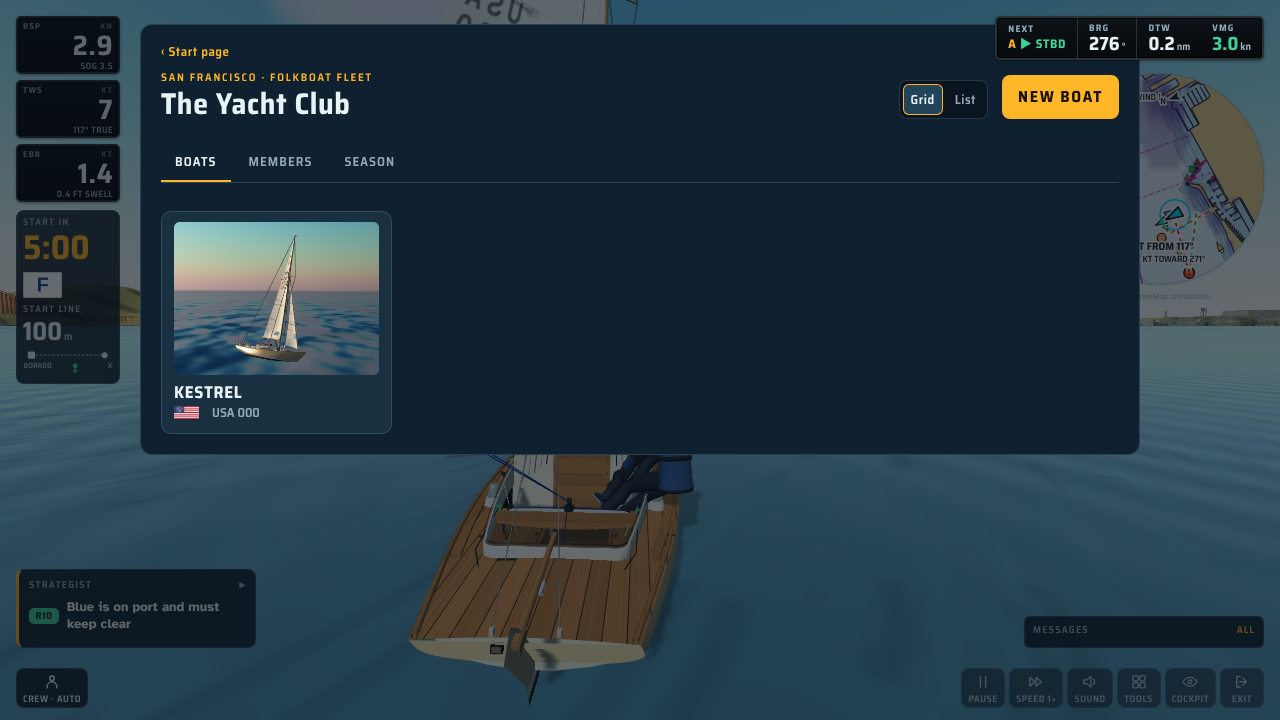 BSP KN
2.9
SOG 3.5
TWS KT
7
117° TRUE
EBB KT
1.4
0.4 FT SWELL
START IN
5:00
F
START LINE
100 m
DORADO X
‹ Start page
SAN FRANCISCO · FOLKBOAT FLEET
The Yacht Club
Grid List
NEW BOAT
BOATS MEMBERS SEASON
KESTREL
USA 000
NEXT
A ▶ STBD
BRG
276°
DTW
0.2 nm
VMG
3.0 kn
WIND N
T FROM 117°
KT TOWARD 271°
contributors
USA
STRATEGIST ▶
R10 Blue is on port and must
keep clear
CREW · AUTO
MESSAGES ALL
PAUSE SPEED 1× SOUND TOOLS COCKPIT EXIT